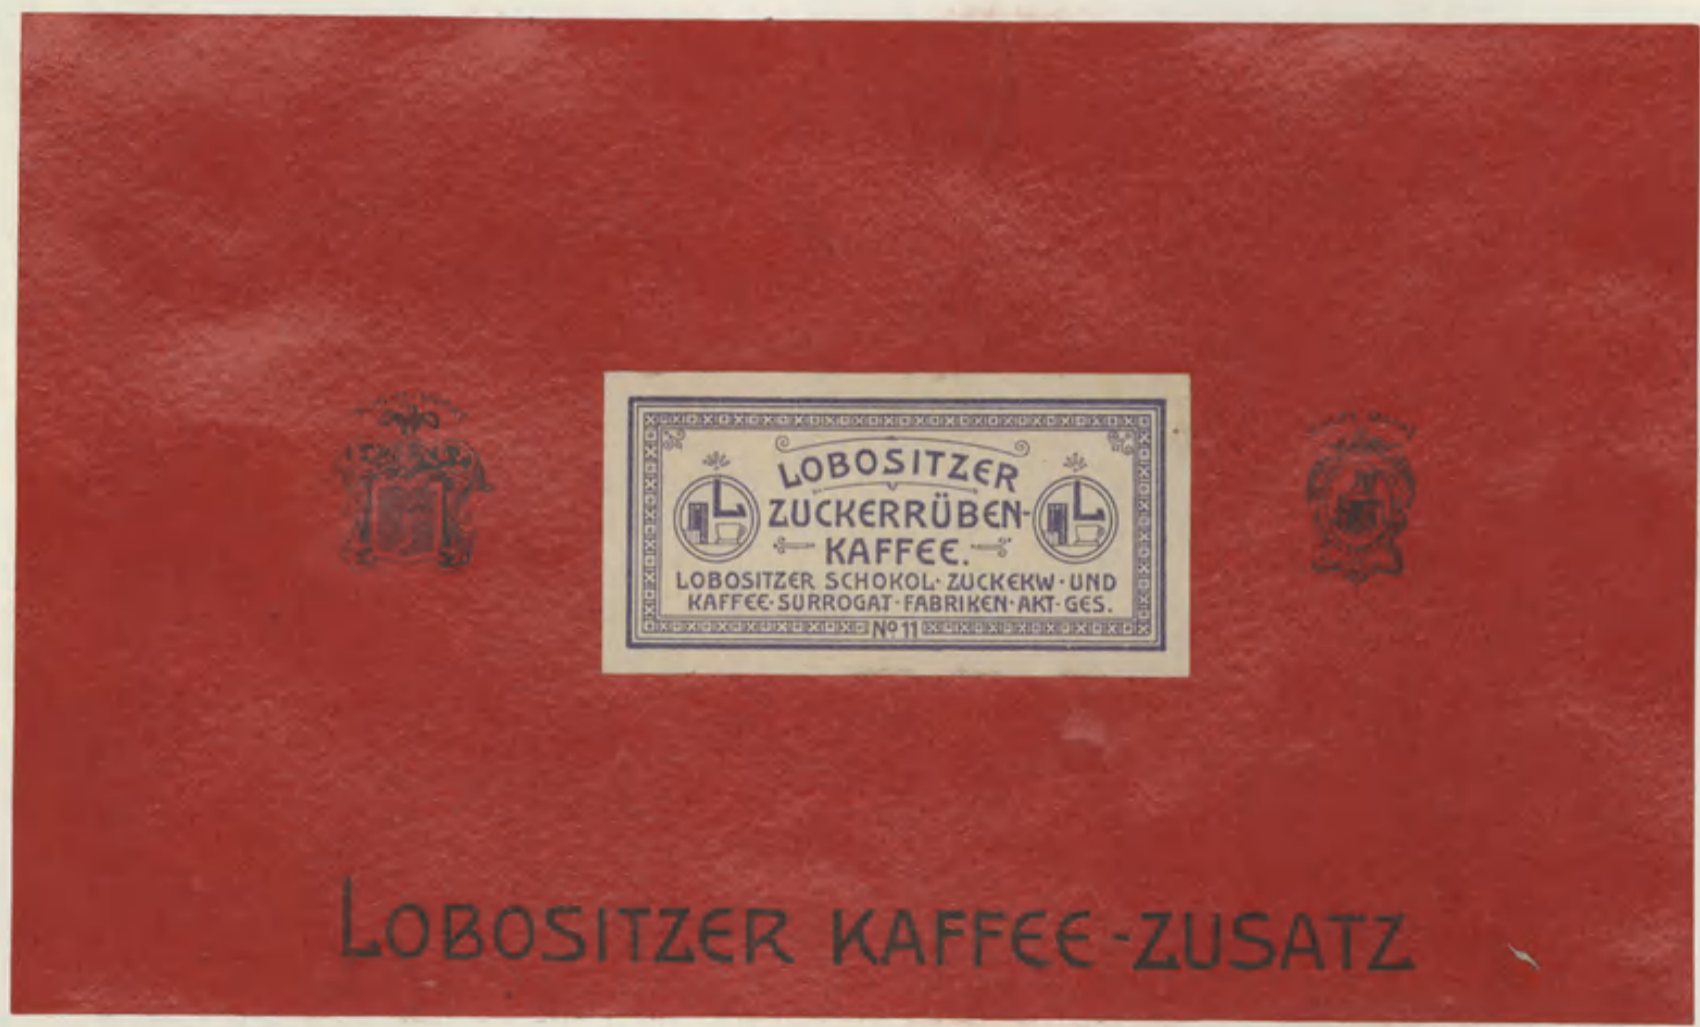 LOBOSITZER
ZUCKERRÜBEN-
KAFFEE.
LOBOSITZER SCHOKOL· ZUCKEKW · UND
KAFFEE · SURROGAT · FABRIKEN · AKT · GES.
Nº 11
L
L
LOBOSITZER KAFFEE-ZUSATZ